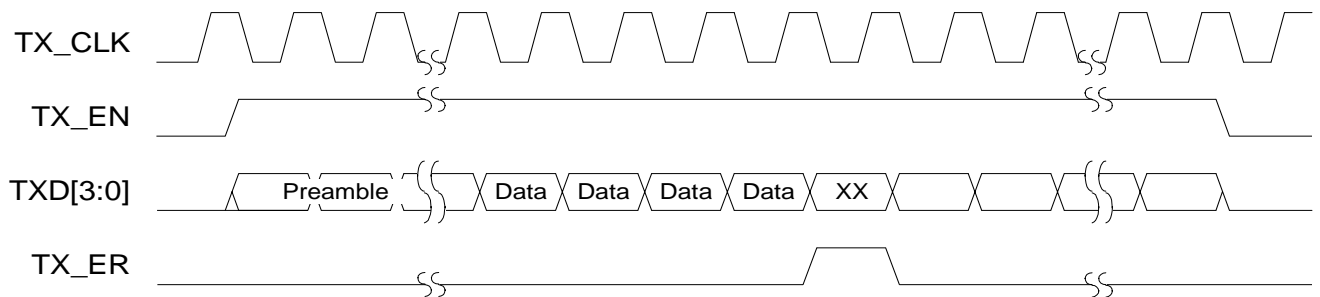 TX_CLK
TX_EN
TXD[3:0] Preamble Data Data Data Data XX
TX_ER